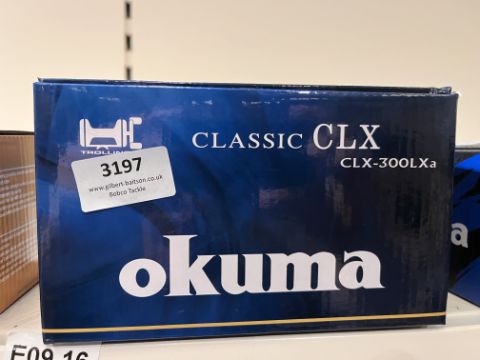 CLASSIC CLX
CLX-300LXa
TROLLING
3197
www.gilbert-baitson.co.uk
Bobco Tackle
okuma
a
E09 16